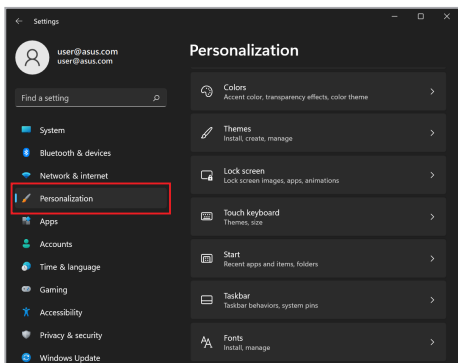 Settings
user@asus.com
user@asus.com
Find a setting
System
Bluetooth & devices
Network & internet
Personalization
Apps
Accounts
Time & language
Gaming
Accessibility
Privacy & security
Windows Update
Personalization
Colors
Accent color, transparency effects, color theme
Themes
Install, create, manage
Lock screen
Lock screen images, apps, animations
Touch keyboard
Themes, size
Start
Recent apps and items, folders
Taskbar
Taskbar behaviors, system pins
Fonts
Install, manage